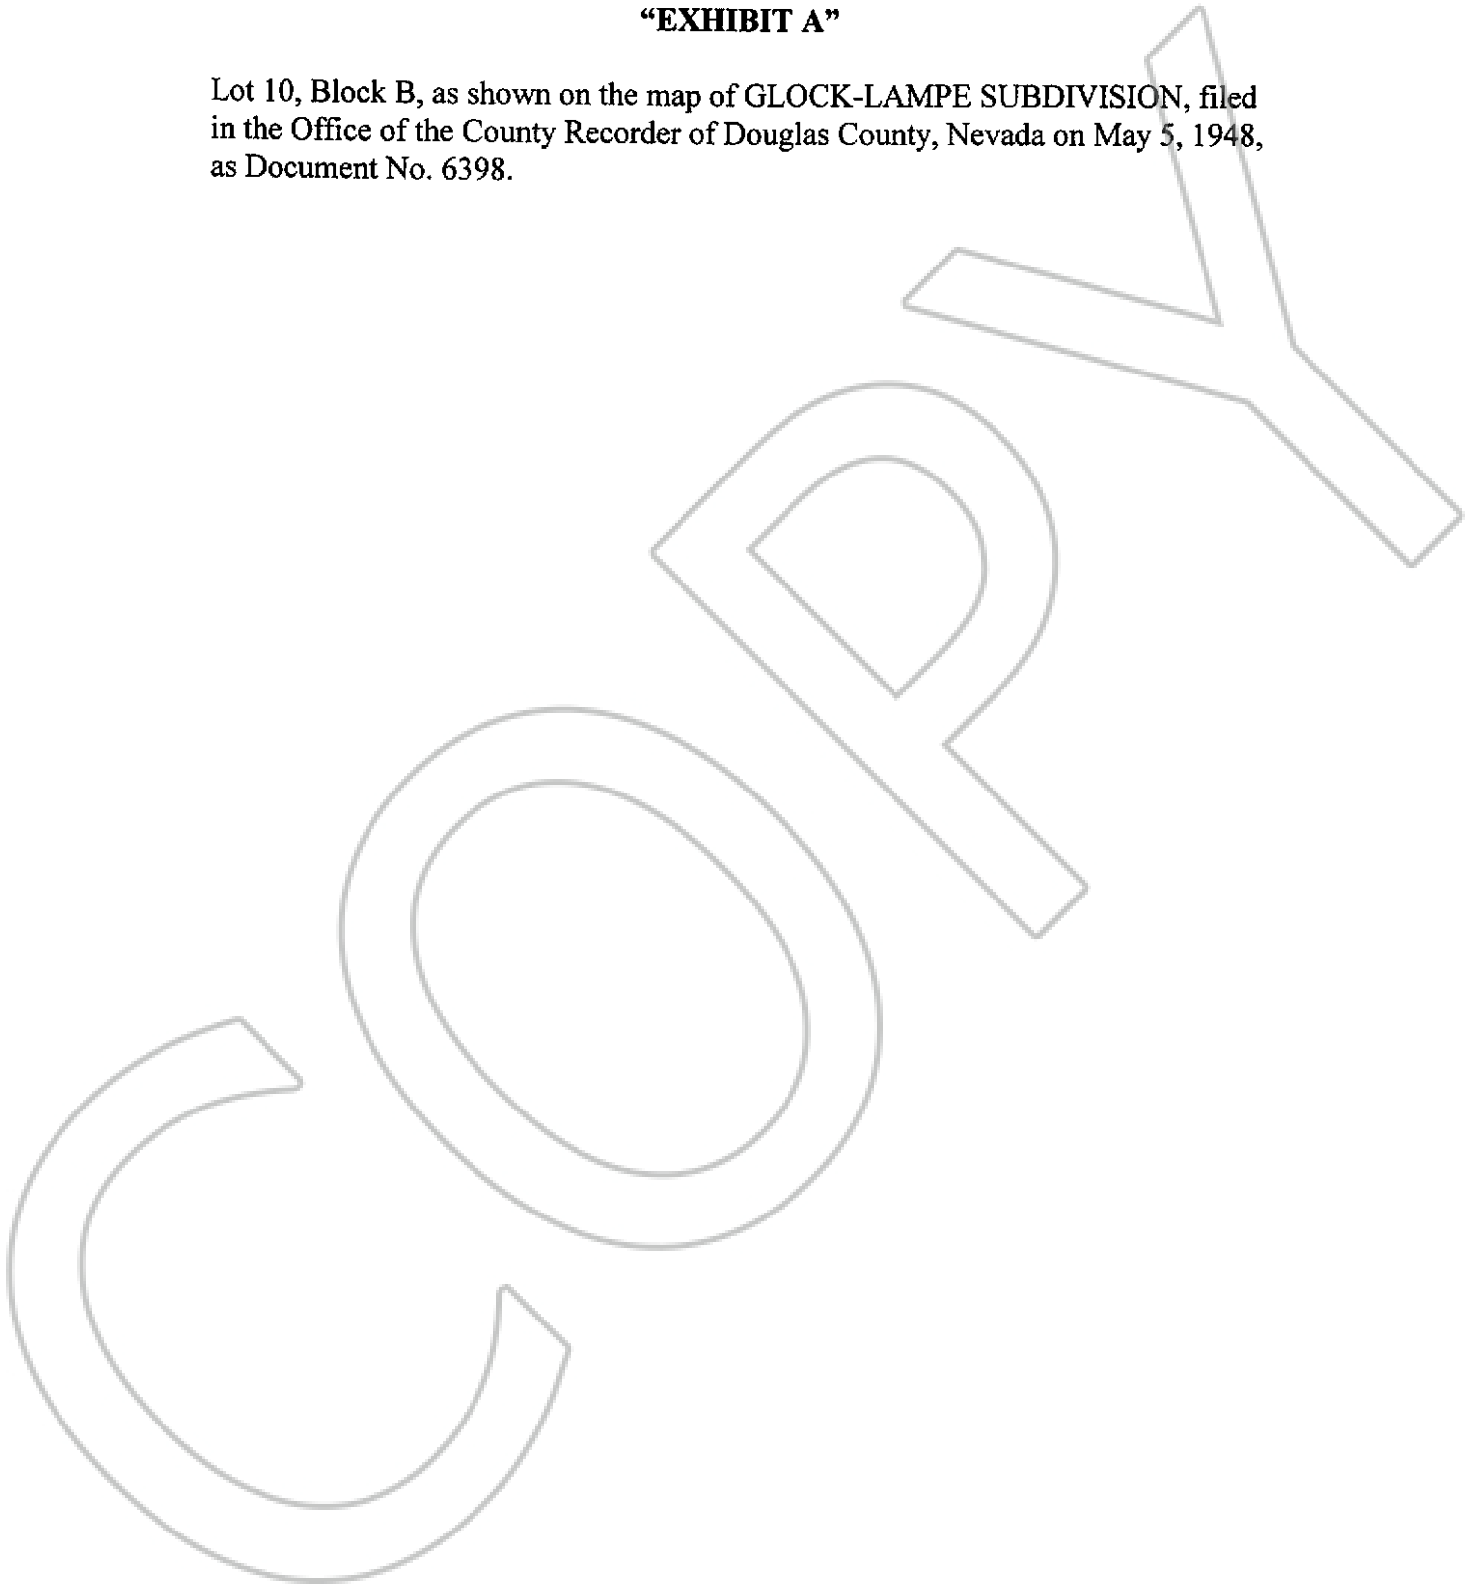 “EXHIBIT A”
Lot 10, Block B, as shown on the map of GLOCK-LAMPE SUBDIVISION, filed
in the Office of the County Recorder of Douglas County, Nevada on May 5, 1948,
as Document No. 6398.
COPY